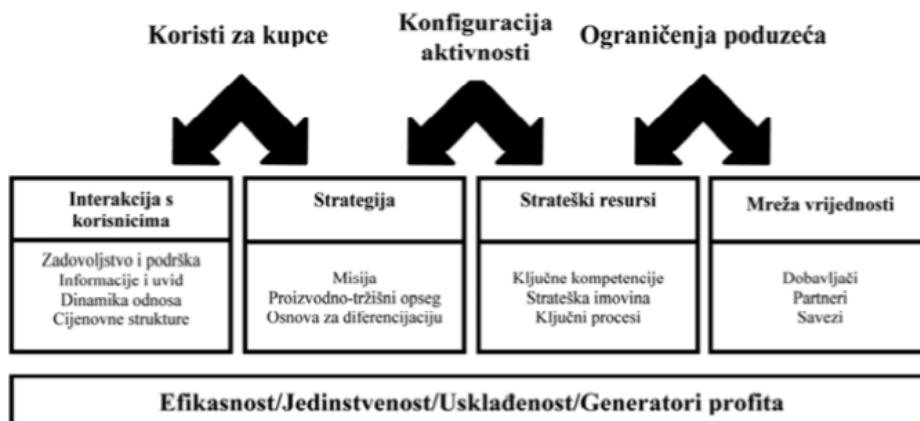 Koristi za kupce
Konfiguracija
aktivnosti
Ograničenja poduzeća
Interakcija s
korisnicima
Zadovoljstvo i podrška
Informacije i uvid
Dinamika odnosa
Cijenovne strukture
Strategija
Misija
Proizvodno-tržišni opseg
Osnova za diferencijaciju
Strateški resursi
Ključne kompetencije
Strateška imovina
Ključni procesi
Mreža vrijednosti
Dobavljači
Partneri
Savezi
Efikasnost/Jedinstvenost/Usklađenost/Generatori profita